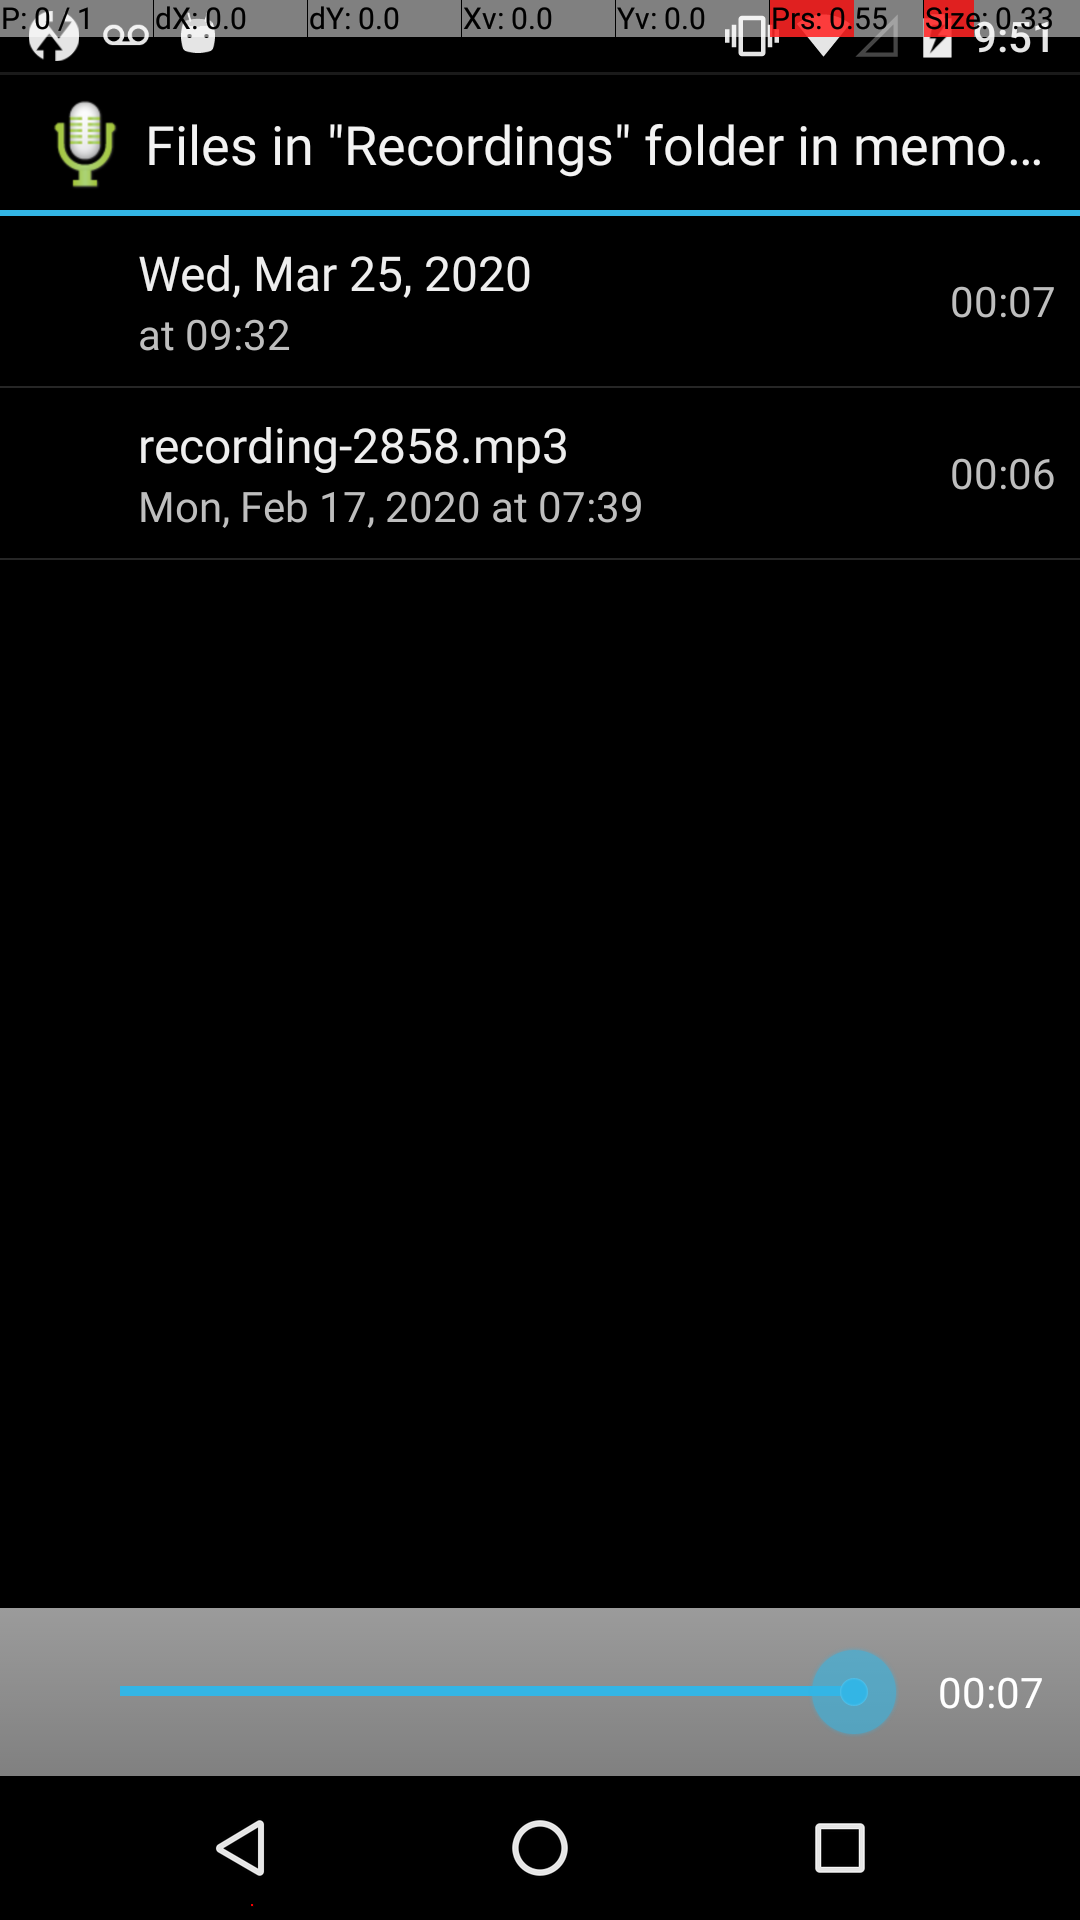 P: 0 / 1 dX: 0.0 dY: 0.0 Xv: 0.0 Yv: 0.0 Prs: 0.55 Size: 0.33
9:51
Files in "Recordings" folder in memo...
Wed, Mar 25, 2020
at 09:32
00:07
recording-2858.mp3
Mon, Feb 17, 2020 at 07:39
00:06
00:07